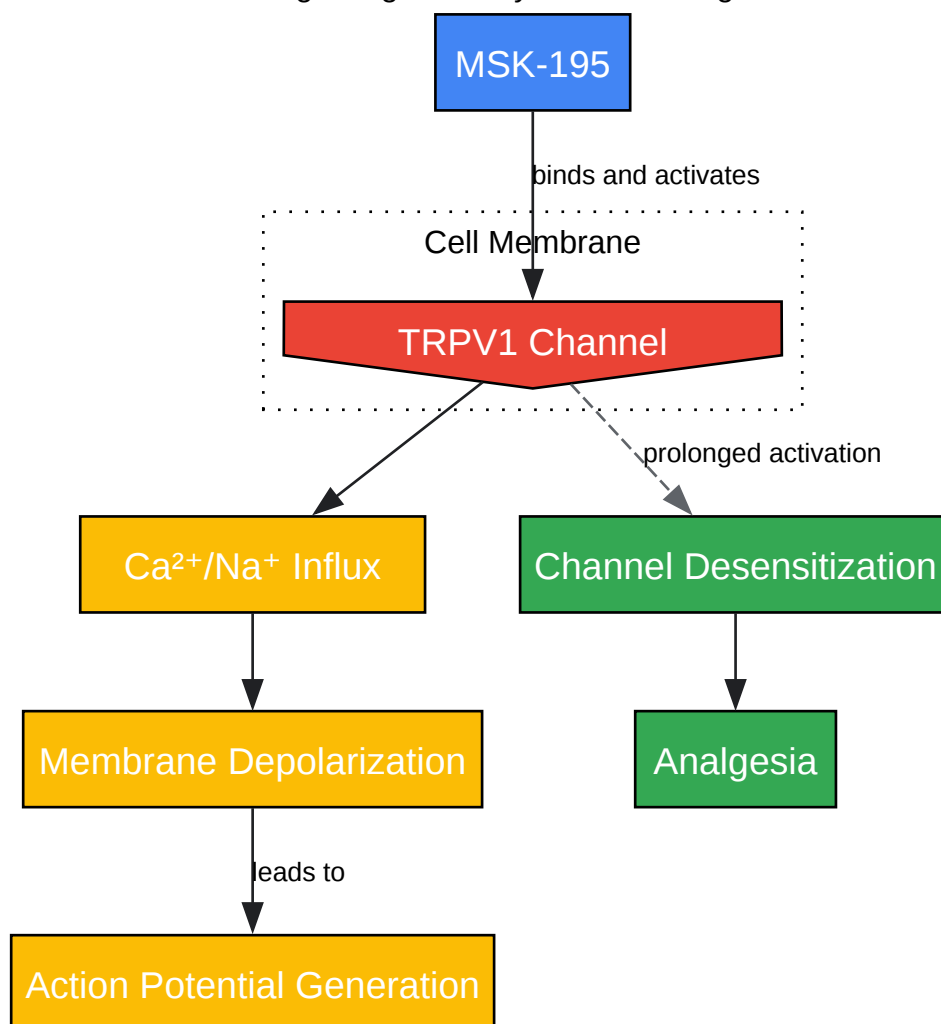 MSK-195
binds and activates
Cell Membrane
TRPV1 Channel
prolonged activation
Ca²⁺/Na⁺ Influx
Channel Desensitization
Membrane Depolarization
Analgesia
leads to
Action Potential Generation